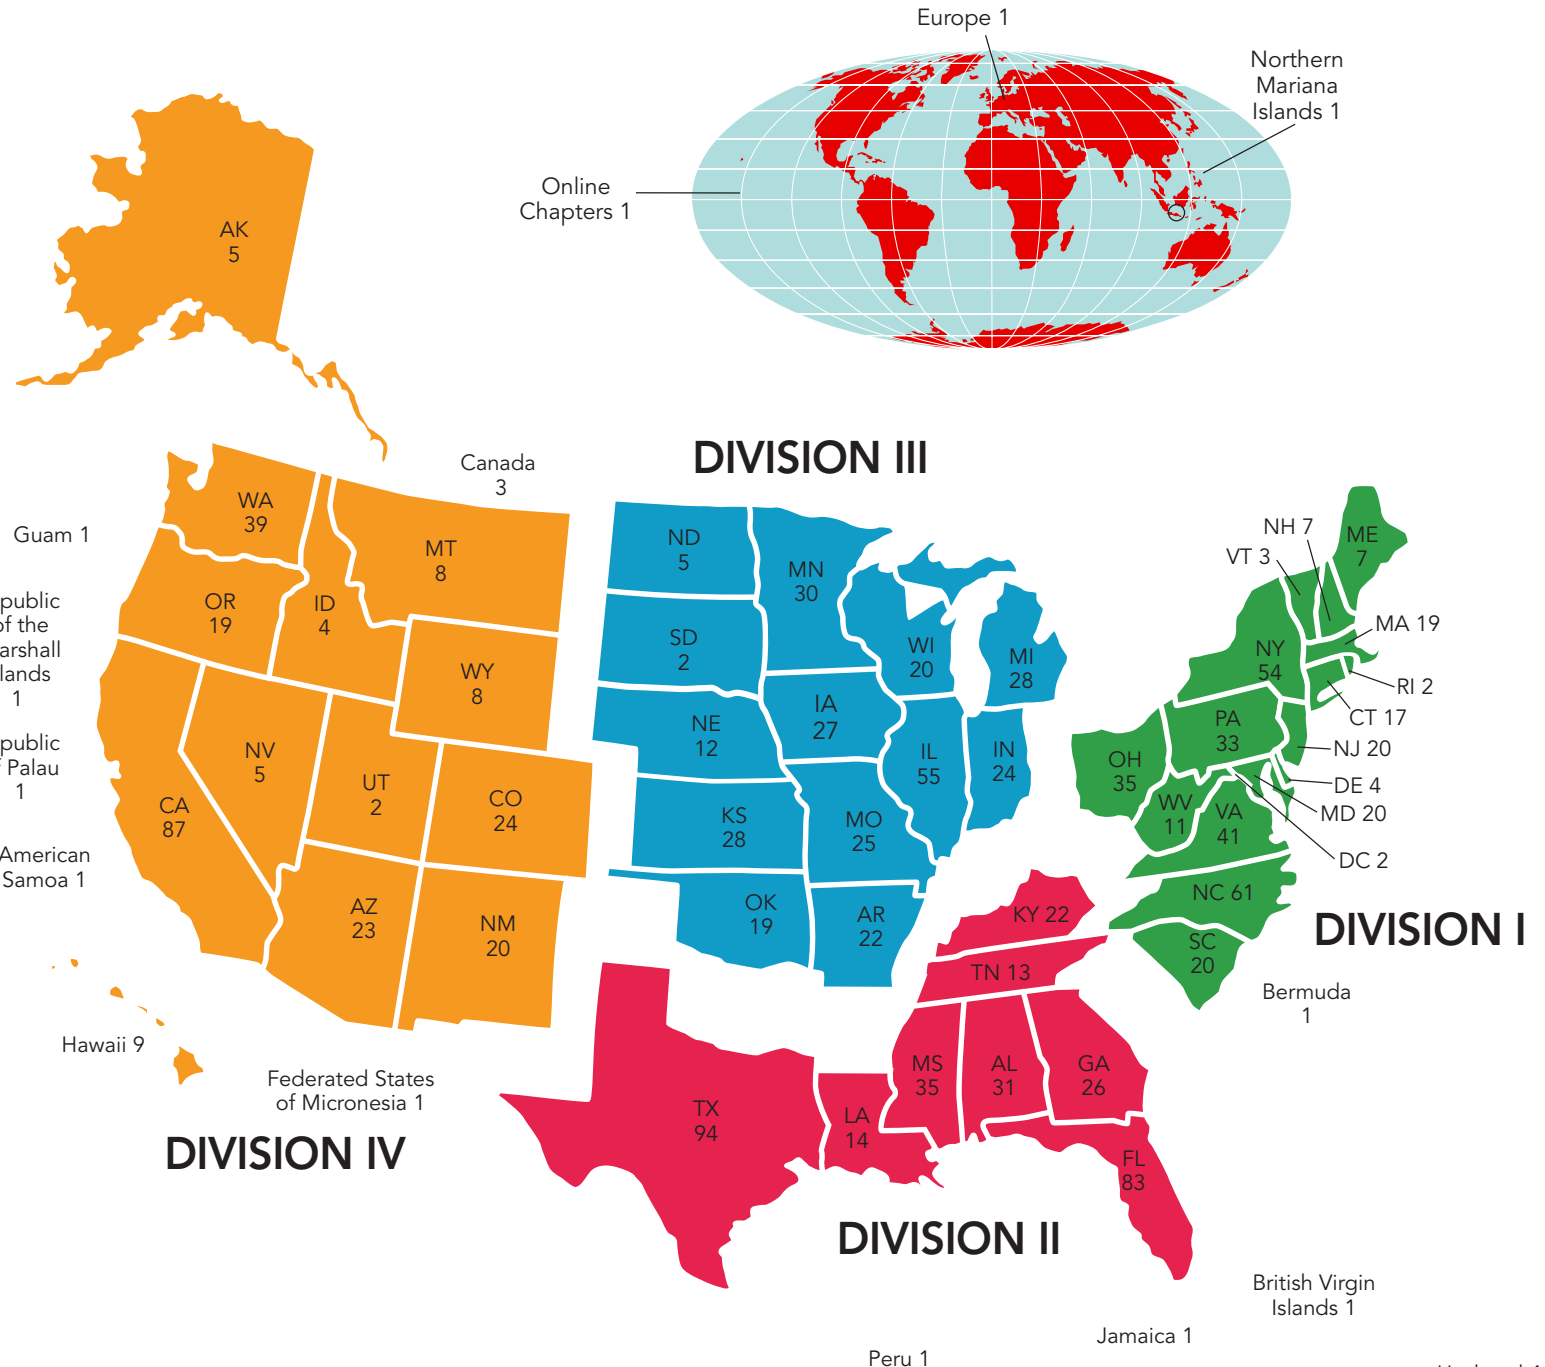 Europe 1
Northern
Mariana
Islands 1
Online
Chapters 1
AK
5
DIVISION III
Canada
3
Guam 1
WA
39
MT
8
OR
19
ID
4
WY
8
of the
lands
1
Palau
1
American
Samoa 1
CA
87
NV
5
UT
2
CO
24
AZ
23
NM
20
Hawaii 9
Federated States
of Micronesia 1
DIVISION IV
ND
5
MN
30
SD
2
WI
20
MI
28
NE
12
IA
27
IL
55
IN
24
KS
28
MO
25
OK
19
AR
22
NH 7
VT 3
ME
7
MA 19
NY
54
RI 2
CT 17
PA
33
NJ 20
OH
35
DE 4
MD 20
WV
11
VA
41
DC 2
NC 61
SC
20
DIVISION I
Bermuda
1
KY 22
TN 13
MS
35
AL
31
GA
26
TX
94
LA
14
FL
83
DIVISION II
British Virgin
Islands 1
Jamaica 1
Peru 1